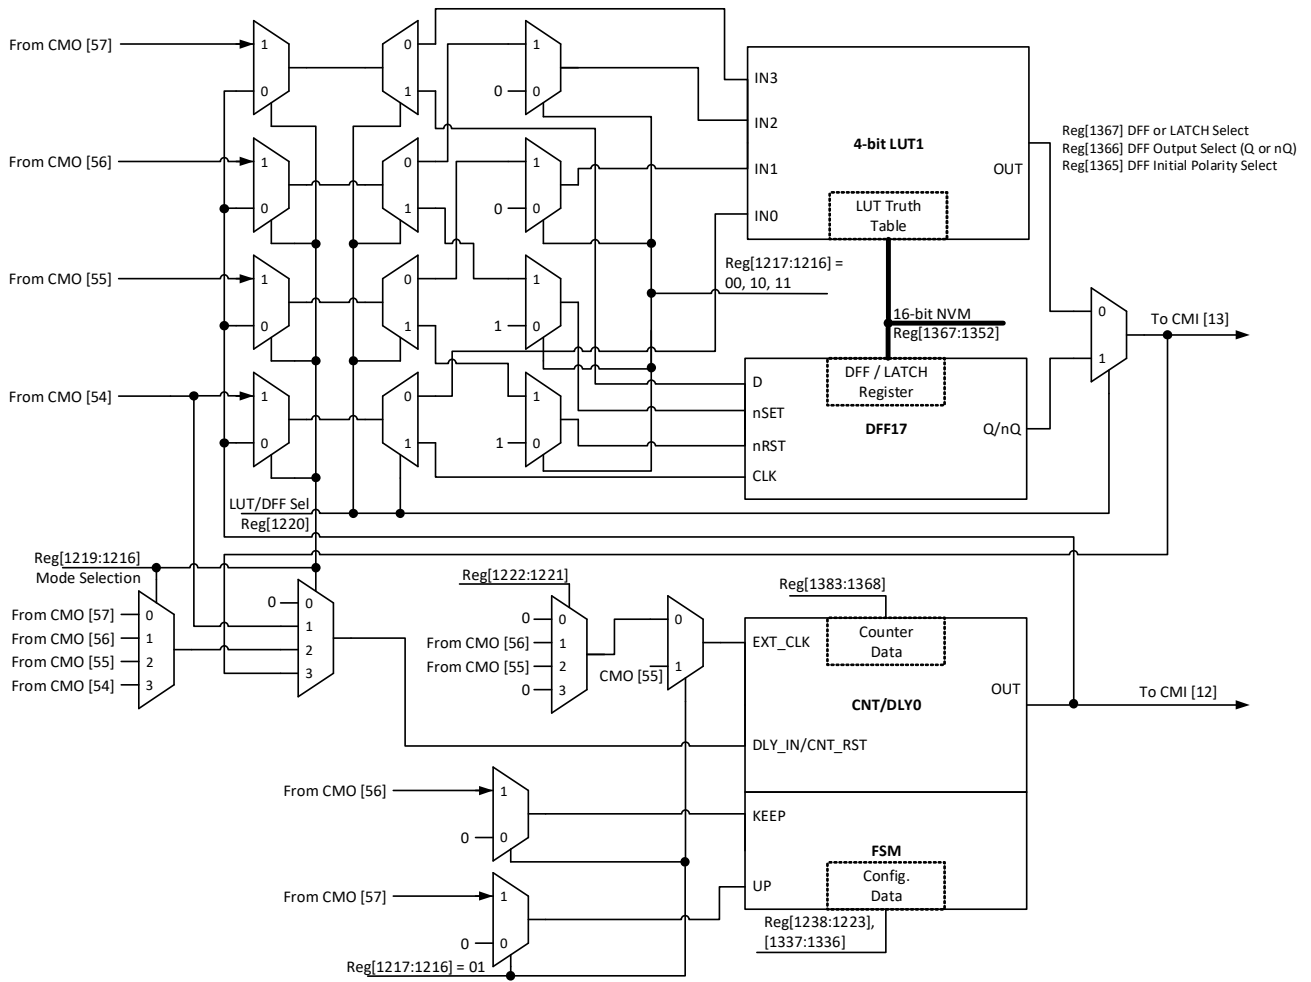 From CMO [57]
1
0
0
1
1
0
0
IN3
IN2
IN1
IN0
4-bit LUT1
OUT
LUT Truth
Table
Reg[1367] DFF or LATCH Select
Reg[1366] DFF Output Select (Q or nQ)
Reg[1365] DFF Initial Polarity Select
From CMO [56]
1
0
0
1
1
0
0
Reg[1217:1216] =
00, 10, 11
From CMO [55]
1
0
0
1
1
1
0
16-bit NVM
Reg[1367:1352]
0
1
To CMI [13]
From CMO [54]
1
0
0
1
1
1
0
D
nSET
nRST
CLK
DFF / LATCH
Register
DFF17
Q/nQ
LUT/DFF Sel
Reg[1220]
Reg[1219:1216]
Mode Selection
From CMO [57]
From CMO [56]
From CMO [55]
From CMO [54]
0
1
2
3
0
0
1
2
3
Reg[1222:1221]
0
From CMO [56]
From CMO [55]
0
0
1
2
3
0
1
CMO [55]
Reg[1383:1368]
EXT_CLK
Counter
Data
OUT
CNT/DLY0
DLY_IN/CNT_RST
To CMI [12]
From CMO [56]
1
0
0
KEEP
FSM
From CMO [57]
1
0
0
UP
Config.
Data
Reg[1238:1223],
[1337:1336]
Reg[1217:1216] = 01